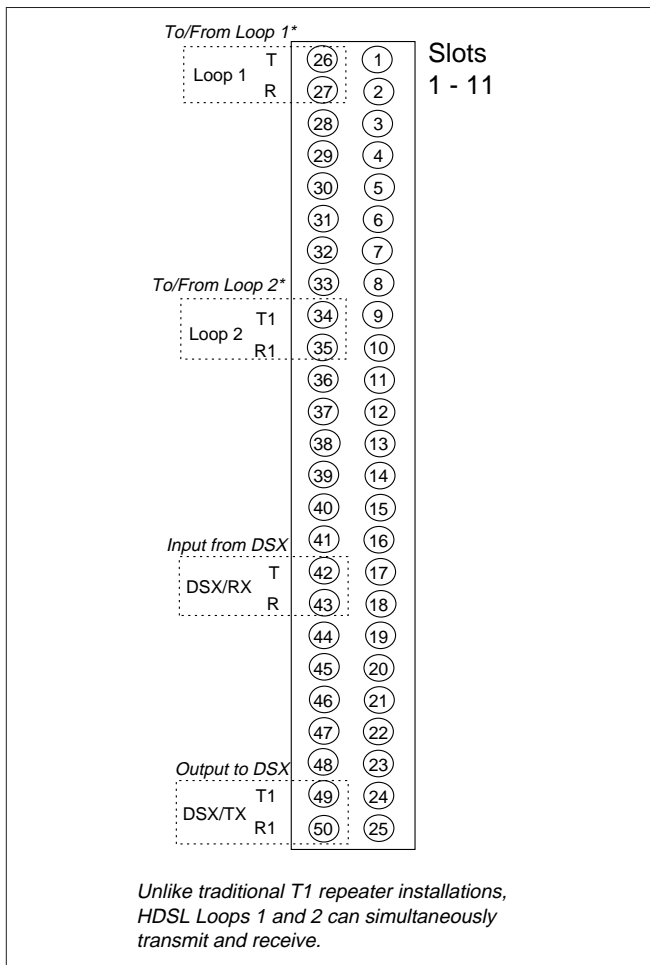 To/From Loop 1*
Slots
1 - 11
Loop 1 T 26 1
R 27 2
28 3
29 4
30 5
31 6
32 7
To/From Loop 2* 33 8
Loop 2 T1 34 9
R1 35 10
36 11
37 12
38 13
39 14
40 15
Input from DSX 41 16
DSX/RX T 42 17
R 43 18
44 19
45 20
46 21
47 22
Output to DSX 48 23
DSX/TX T1 49 24
R1 50 25
Unlike traditional T1 repeater installations,
HDSL Loops 1 and 2 can simultaneously
transmit and receive.